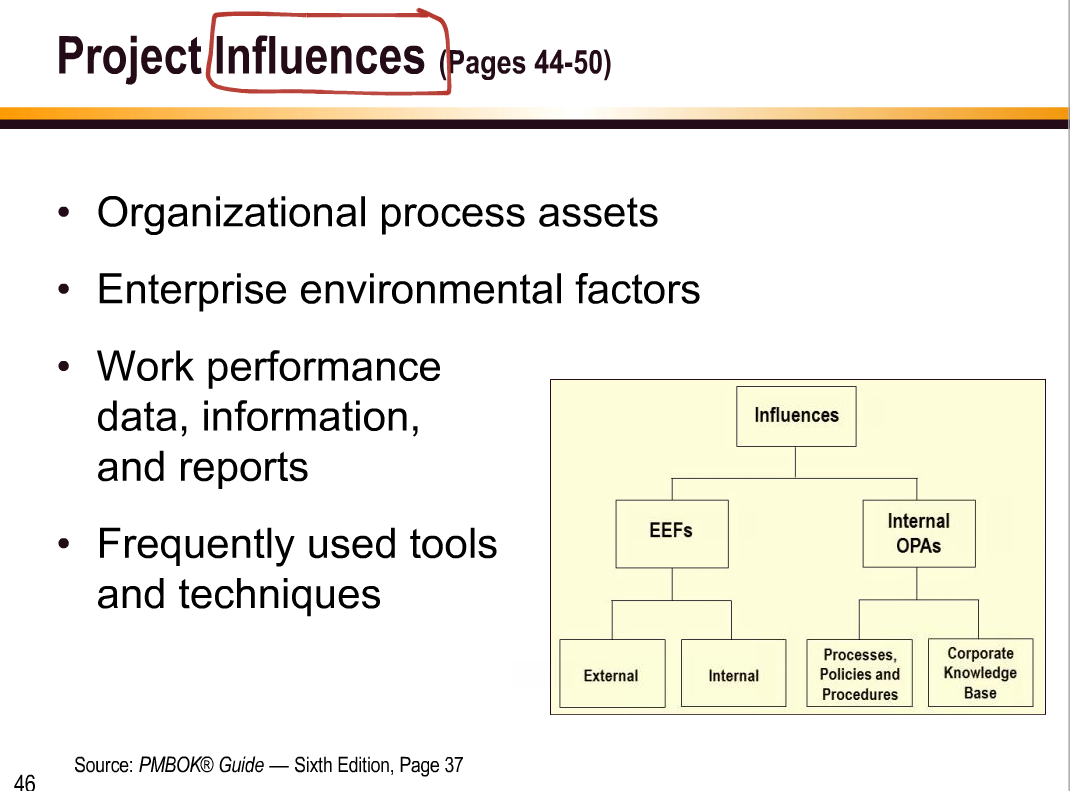 Project Influences (Pages 44-50)
• Organizational process assets
• Enterprise environmental factors
• Work performance
data, information,
and reports
• Frequently used tools
and techniques
Influences
EEFs
Internal
OPAs
External
Internal
Processes,
Policies and
Procedures
Corporate
Knowledge
Base
Source: PMBOK® Guide — Sixth Edition, Page 37
46